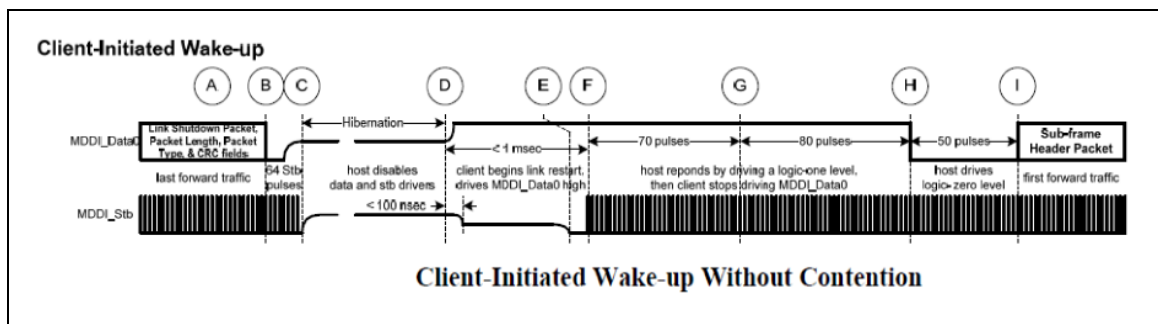 Client-Initiated Wake-up
A B C D E F G H I
Hibernation
MDDI_Data0
Link Shutdown Packet,
Packet Length, Packet
Type, & CRC fields
< 1 msec
70 pulses
80 pulses
50 pulses
Sub-frame
Header Packet
last forward traffic
64 Stb
pulses
host disables
data and stb drivers
client begins link restart,
drives MDDI_Data0 high
host reponds by driving a logic-one level,
then client stops driving MDDI_Data0
host drives
logic-zero level
first forward traffic
< 100 nsec
MDDI_Stb
Client-Initiated Wake-up Without Contention